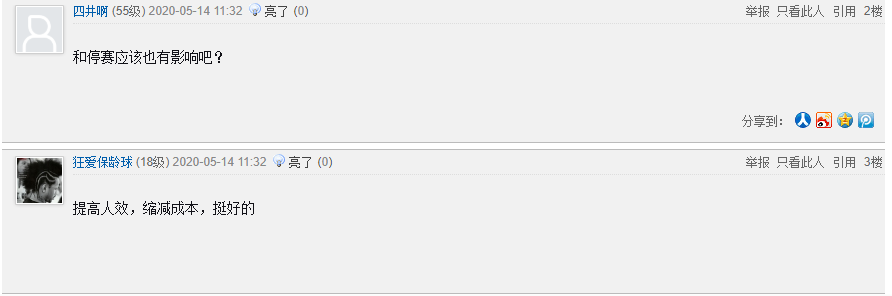 四井啊 (55级) 2020-05-14 11:32 亮了 (0) 举报 只看此人 引用 2楼
和停赛应该也有影响吧？
分享到：
狂爱保龄球 (18级) 2020-05-14 11:32 亮了 (0) 举报 只看此人 引用 3楼
提高人效，缩减成本，挺好的